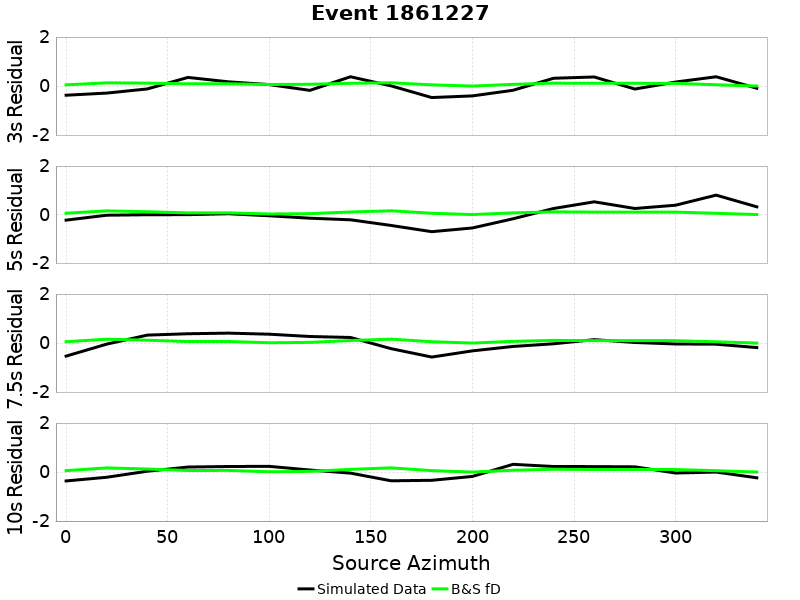 Event 1861227
3s Residual
2
0
-2
5s Residual
2
0
-2
7.5s Residual
2
0
-2
10s Residual
2
0
-2
0 50 100 150 200 250 300
Source Azimuth
Simulated Data B&S fD